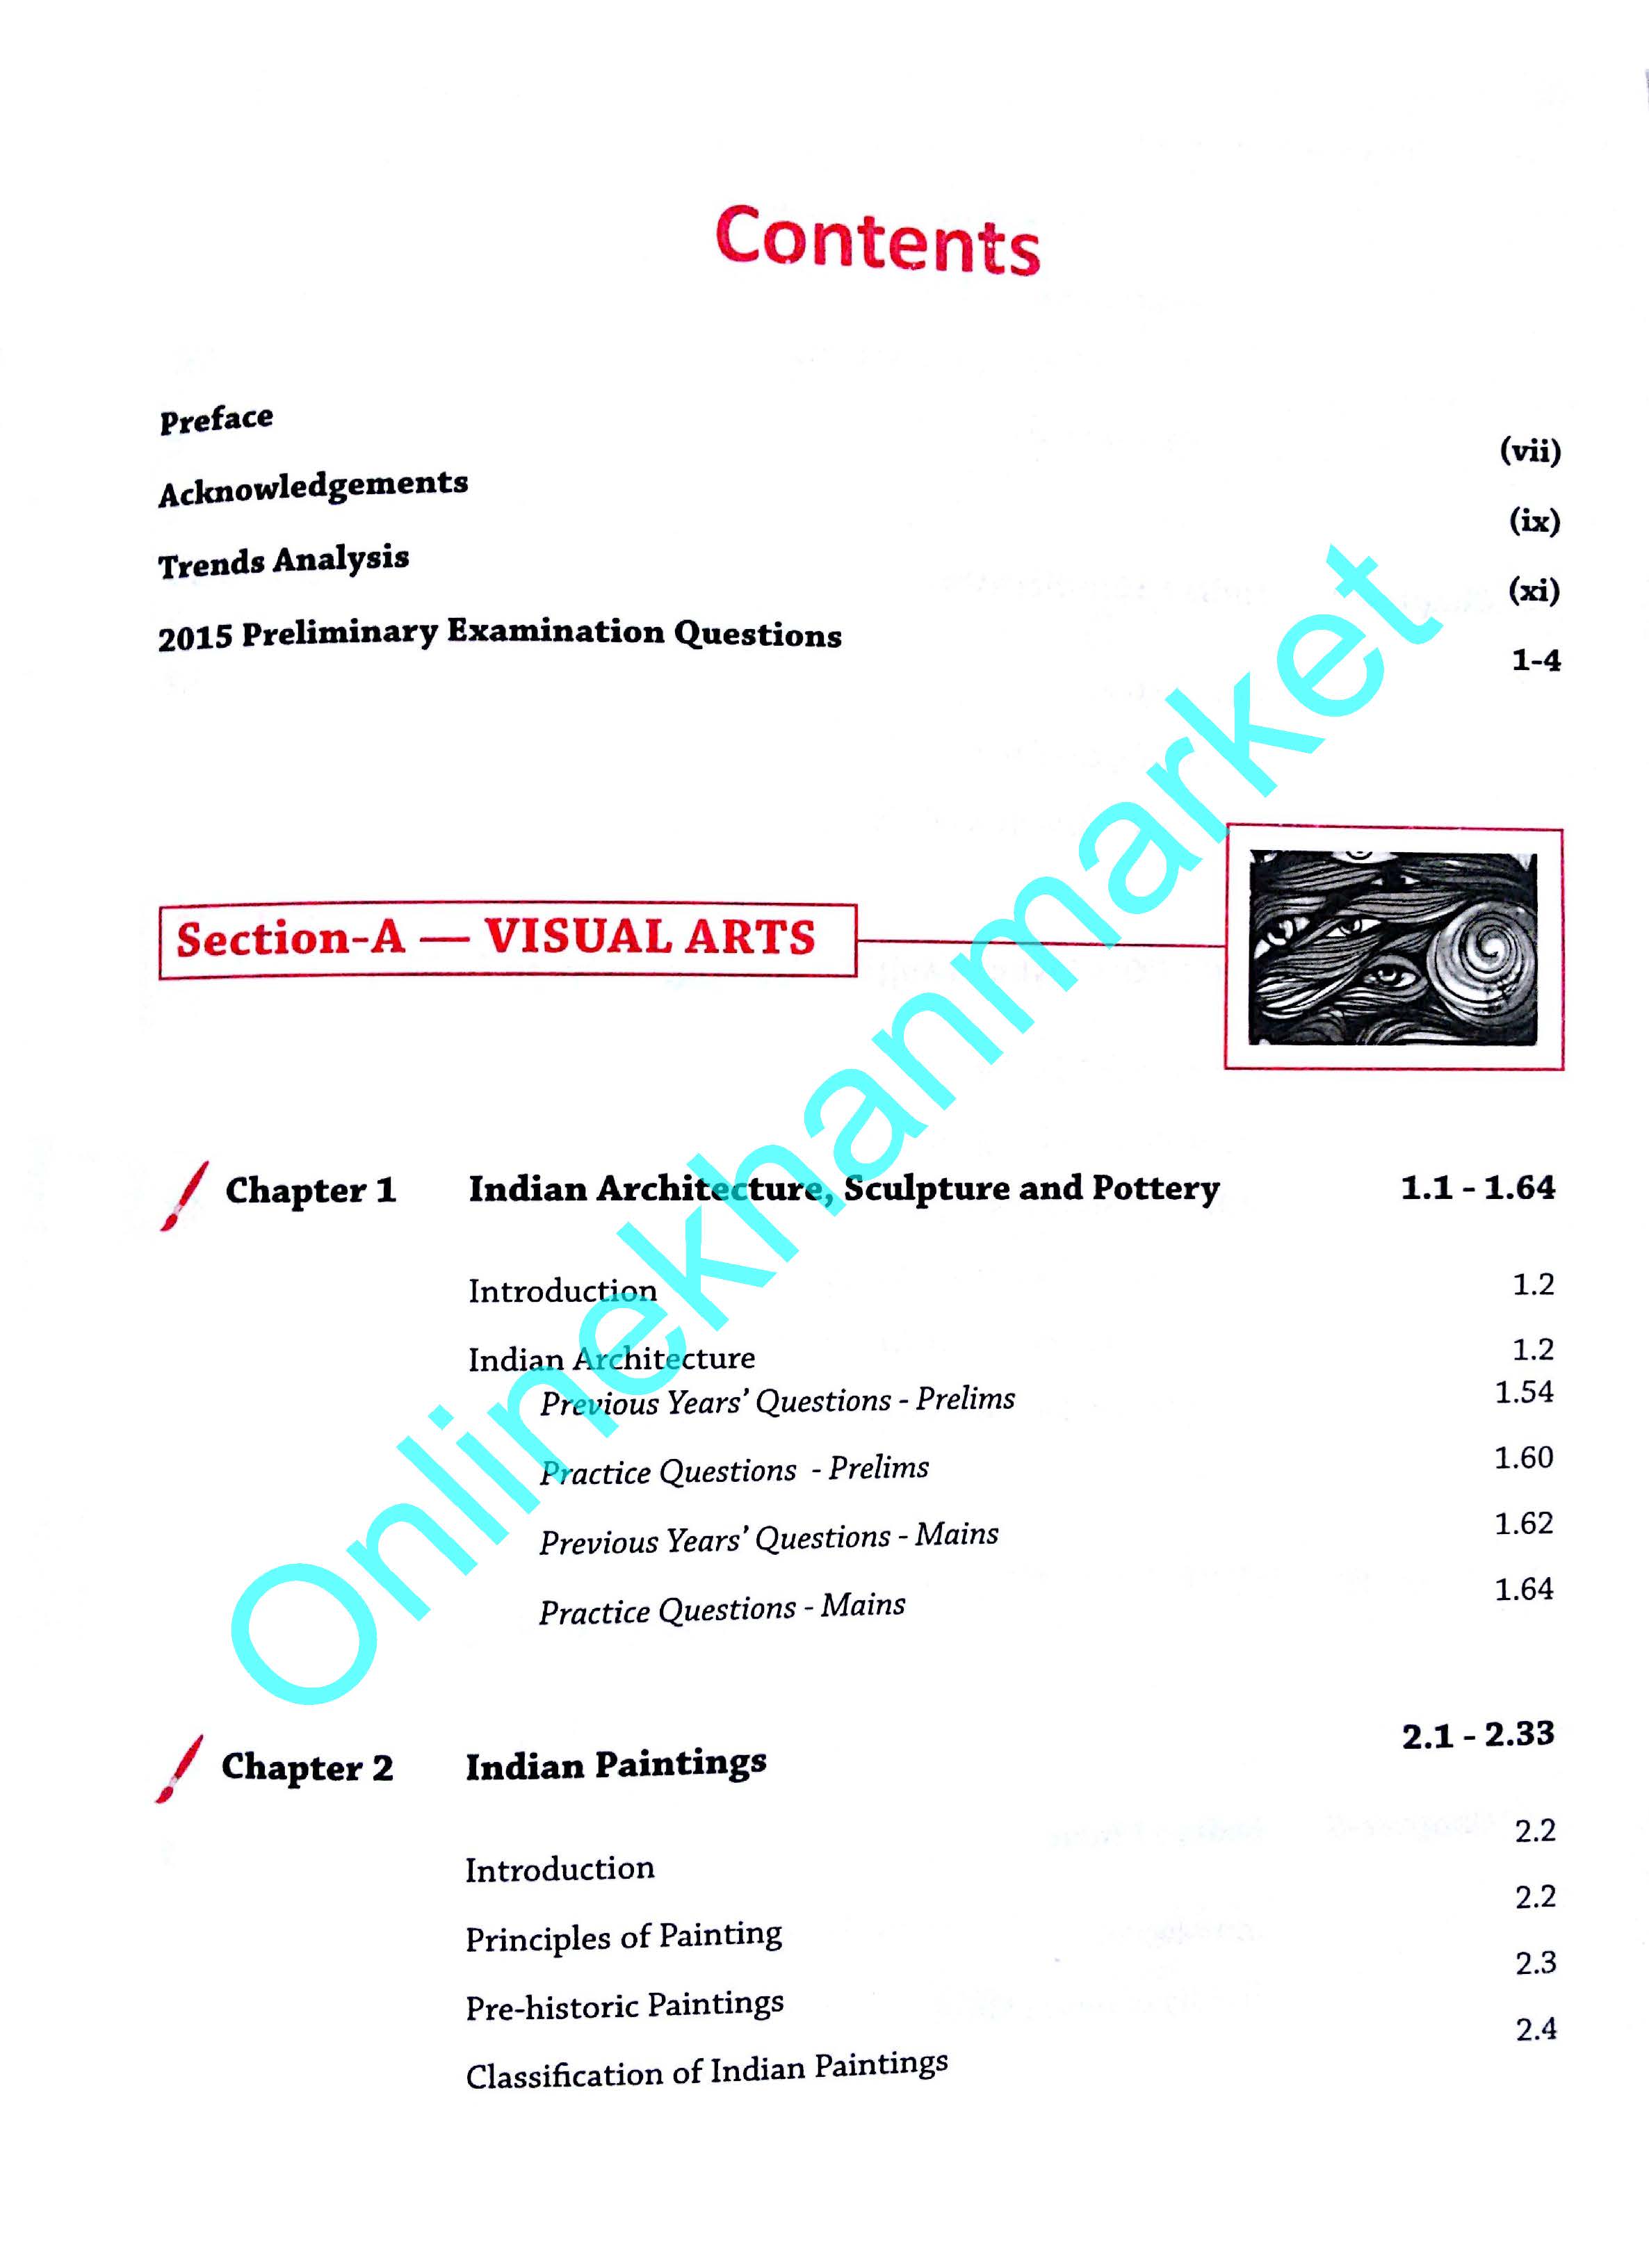 Contents
Preface (vii)
Acknowledgements (ix)
Trends Analysis (xi)
2015 Preliminary Examination Questions 1-4
Section-A — VISUAL ARTS
Chapter 1 Indian Architecture, Sculpture and Pottery 1.1 - 1.64
Introduction 1.2
Indian Architecture 1.2
Previous Years' Questions - Prelims 1.54
Practice Questions - Prelims 1.60
Previous Years' Questions - Mains 1.62
Practice Questions - Mains 1.64
Chapter 2 Indian Paintings 2.1 - 2.33
Introduction 2.2
Principles of Painting 2.2
Pre-historic Paintings 2.3
Classification of Indian Paintings 2.4
Onlinekhanmarket